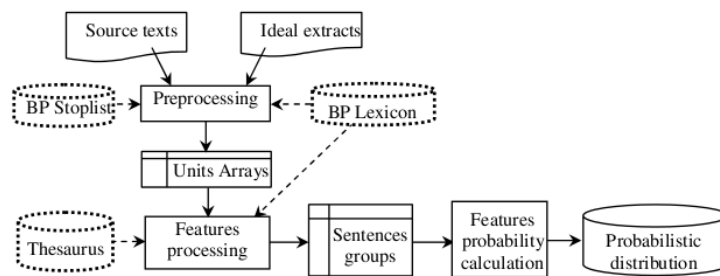 Source texts
Ideal extracts
BP Stoplist
Preprocessing
BP Lexicon
Units Arrays
Thesaurus
Features
processing
Sentences
groups
Features
probability
calculation
Probabilistic
distribution